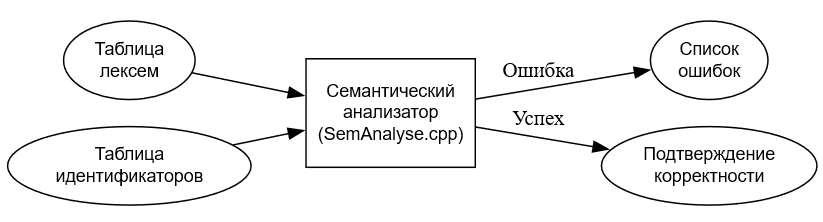 Таблица
лексем
Таблица
идентификаторов
Семантический
анализатор
(SemAnalyse.cpp)
Ошибка
Успех
Список
ошибок
Подтверждение
корректности